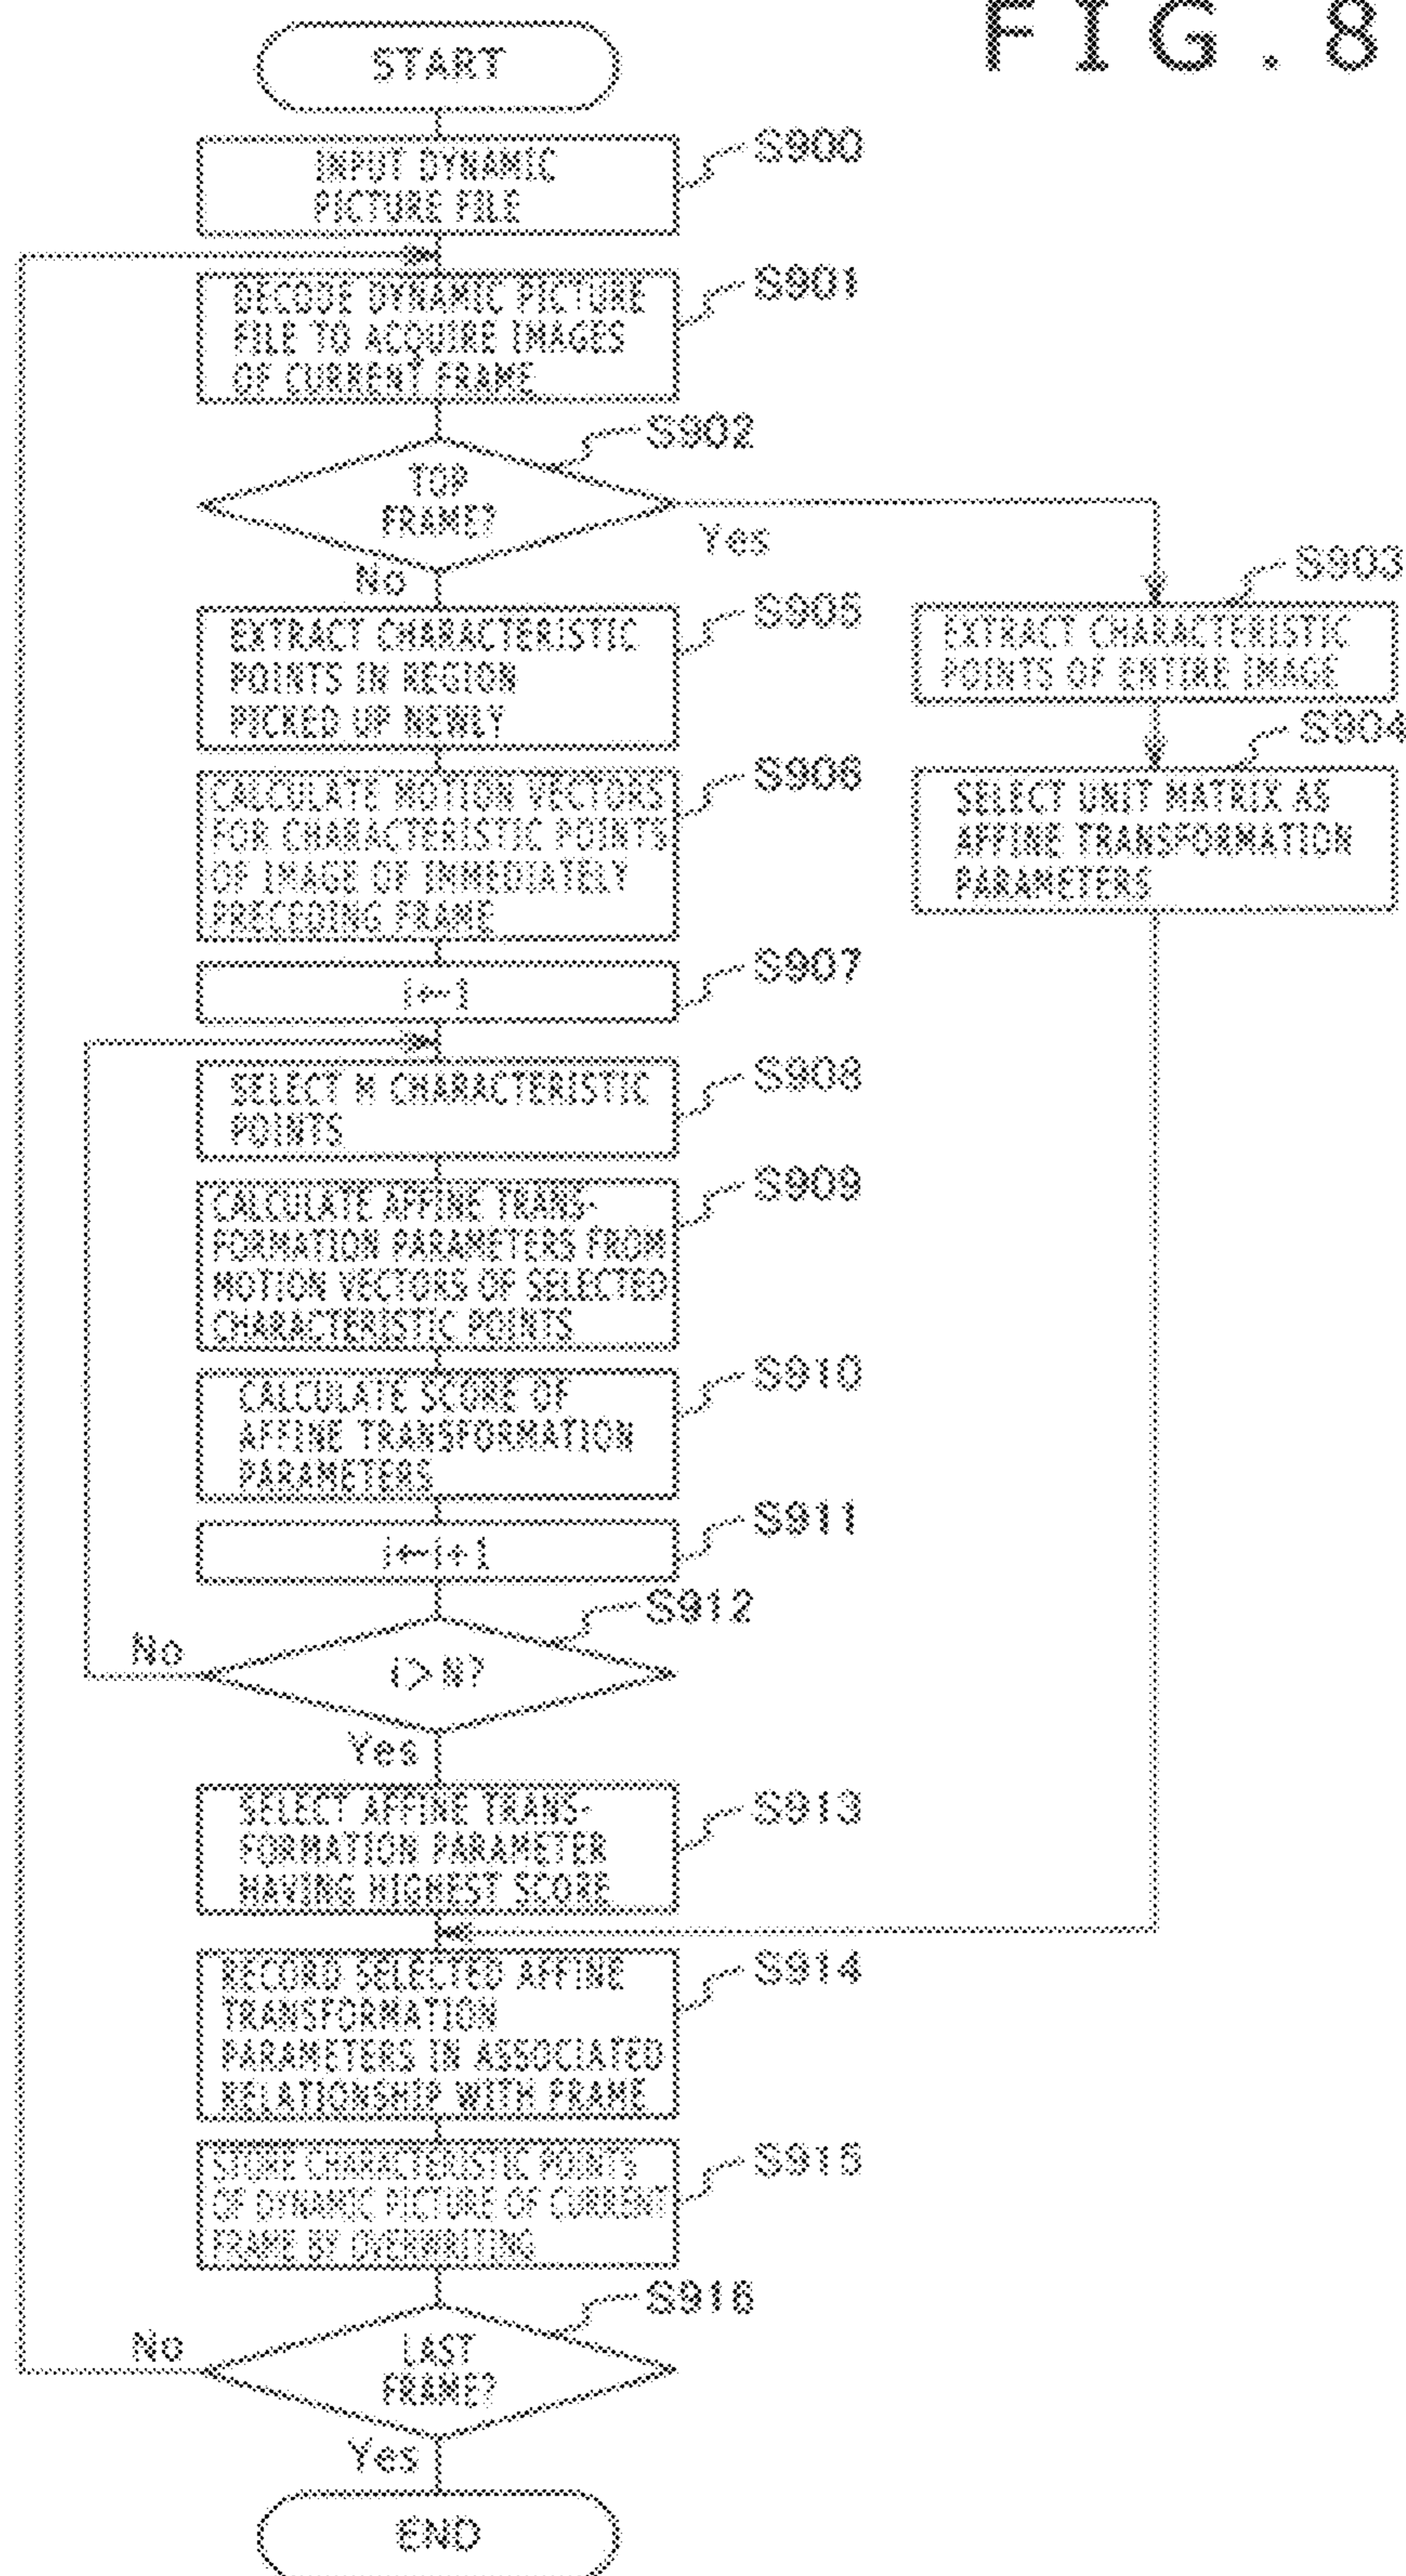 FIG.8
START
INPUT DYNAMIC
PICTURE FILE
S900
DECODE DYNAMIC PICTURE
FILE TO ACQUIRE IMAGES
OF CURRENT FRAME
S901
TOP
FRAME?
S902
Yes
No
EXTRACT CHARACTERISTIC
POINTS OF ENTIRE IMAGE
S903
SELECT UNIT MATRIX AS
AFFINE TRANSFORMATION
PARAMETERS
S904
EXTRACT CHARACTERISTIC
POINTS IN REGION
PICKED UP NEWLY
S905
CALCULATE MOTION VECTORS
FOR CHARACTERISTIC POINTS
OF IMAGE OF IMMEDIATELY
PRECEDING FRAME
S906
i←1
S907
SELECT M CHARACTERISTIC
POINTS
S908
CALCULATE AFFINE TRANS-
FORMATION PARAMETERS FROM
MOTION VECTORS OF SELECTED
CHARACTERISTIC POINTS
S909
CALCULATE SCORE OF
AFFINE TRANSFORMATION
PARAMETERS
S910
i←i+1
S911
i>N?
S912
No
Yes
SELECT AFFINE TRANS-
FORMATION PARAMETER
HAVING HIGHEST SCORE
S913
RECORD SELECTED AFFINE
TRANSFORMATION
PARAMETERS IN ASSOCIATED
RELATIONSHIP WITH FRAME
S914
STORE CHARACTERISTIC POINTS
OF DYNAMIC PICTURE OF CURRENT
FRAME BY OVERWRITING
S915
LAST
FRAME?
S916
No
Yes
END